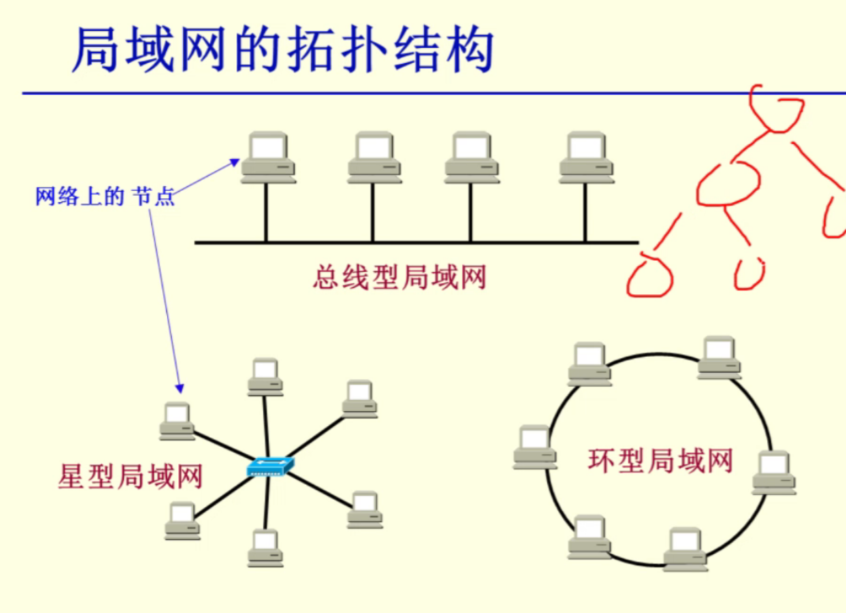 局域网的拓扑结构
网络上的 节点
总线型局域网
星型局域网
环型局域网